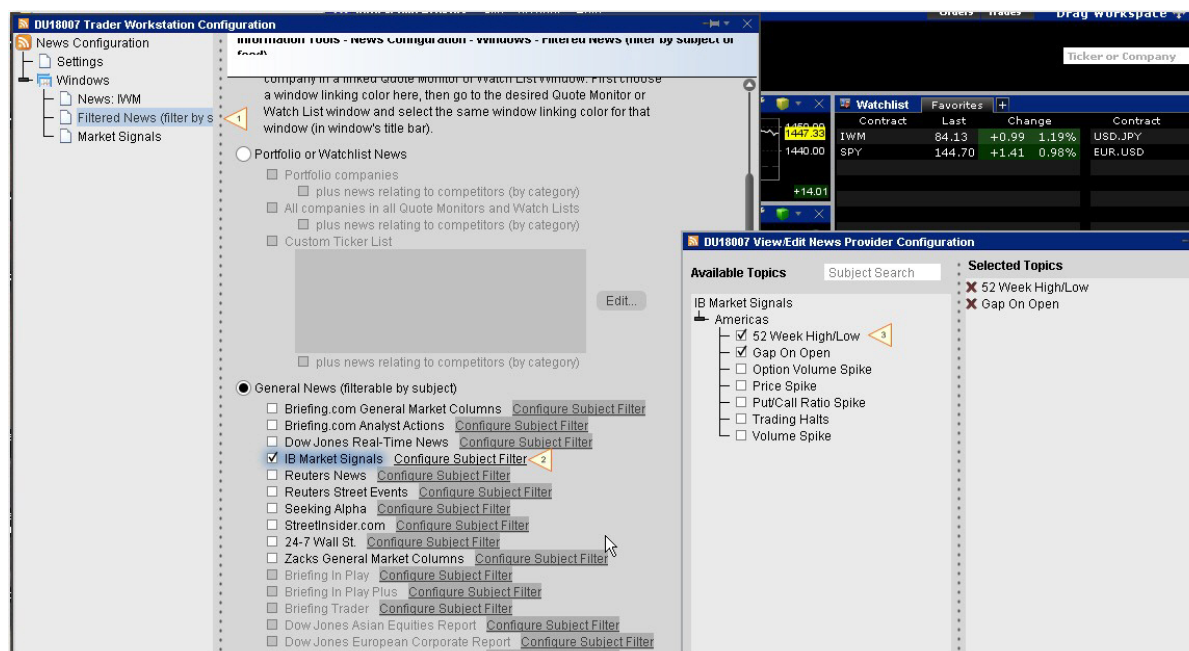 Orders Trades Drag Workspace
DU18007 Trader Workstation Configuration
News Configuration
Settings
Windows
News: IWM
Filtered News (filter by s
Market Signals
1
Information Tools - News Configuration - Windows - Filtered News (filter by subject or
feed)
company in a linked Quote Monitor or Watch List Window. First choose
a window linking color here, then go to the desired Quote Monitor or
Watch List window and select the same window linking color for that
window (in window's title bar).
Portfolio or Watchlist News
Portfolio companies
plus news relating to competitors (by category)
All companies in all Quote Monitors and Watch Lists
plus news relating to competitors (by category)
Custom Ticker List
Edit...
plus news relating to competitors (by category)
General News (filterable by subject)
Briefing.com General Market Columns Configure Subject Filter
Briefing.com Analyst Actions Configure Subject Filter
Dow Jones Real-Time News Configure Subject Filter
IB Market Signals Configure Subject Filter 2
Reuters News Configure Subject Filter
Reuters Street Events Configure Subject Filter
Seeking Alpha Configure Subject Filter
StreetInsider.com Configure Subject Filter
24-7 Wall St. Configure Subject Filter
Zacks General Market Columns Configure Subject Filter
Briefing In Play Configure Subject Filter
Briefing In Play Plus Configure Subject Filter
Briefing Trader Configure Subject Filter
Dow Jones Asian Equities Report Configure Subject Filter
Dow Jones European Corporate Report Configure Subject Filter
Ticker or Company
1447.33
1440.00
+14.01
Watchlist Favorites +
Contract Last Change Contract
IWM 84.13 +0.99 1.19% USD.JPY
SPY 144.70 +1.41 0.98% EUR.USD
DU18007 View/Edit News Provider Configuration
Available Topics Subject Search
IB Market Signals
Americas
52 Week High/Low 3
Gap On Open
Option Volume Spike
Price Spike
Put/Call Ratio Spike
Trading Halts
Volume Spike
Selected Topics
52 Week High/Low
Gap On Open